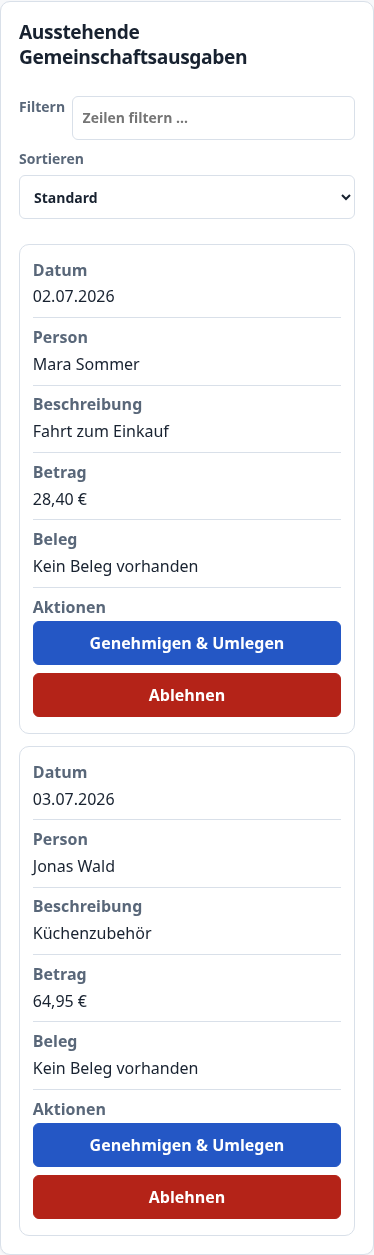 Ausstehende
Gemeinschaftsausgaben
Filtern
Zeilen filtern ...
Sortieren
Standard
Datum
02.07.2026
Person
Mara Sommer
Beschreibung
Fahrt zum Einkauf
Betrag
28,40 €
Beleg
Kein Beleg vorhanden
Aktionen
Genehmigen & Umlegen
Ablehnen
Datum
03.07.2026
Person
Jonas Wald
Beschreibung
Küchenzubehör
Betrag
64,95 €
Beleg
Kein Beleg vorhanden
Aktionen
Genehmigen & Umlegen
Ablehnen